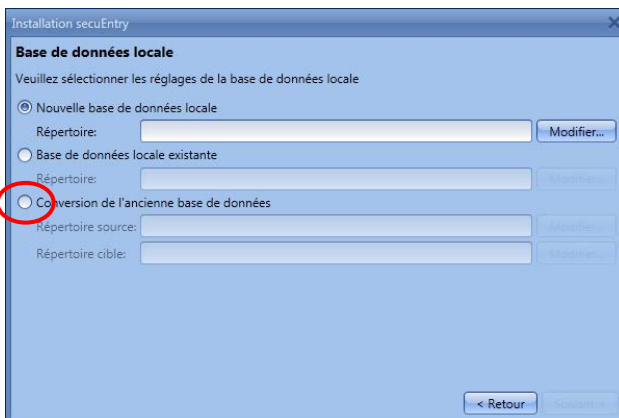 Installation secuEntry
Base de données locale
Veuillez sélectionner les réglages de la base de données locale
Nouvelle base de données locale
Répertoire: Modifier...
Base de données locale existante
Répertoire: Modifier...
Conversion de l'ancienne base de données
Répertoire source: Modifier...
Répertoire cible: Modifier...
< Retour Suivant >